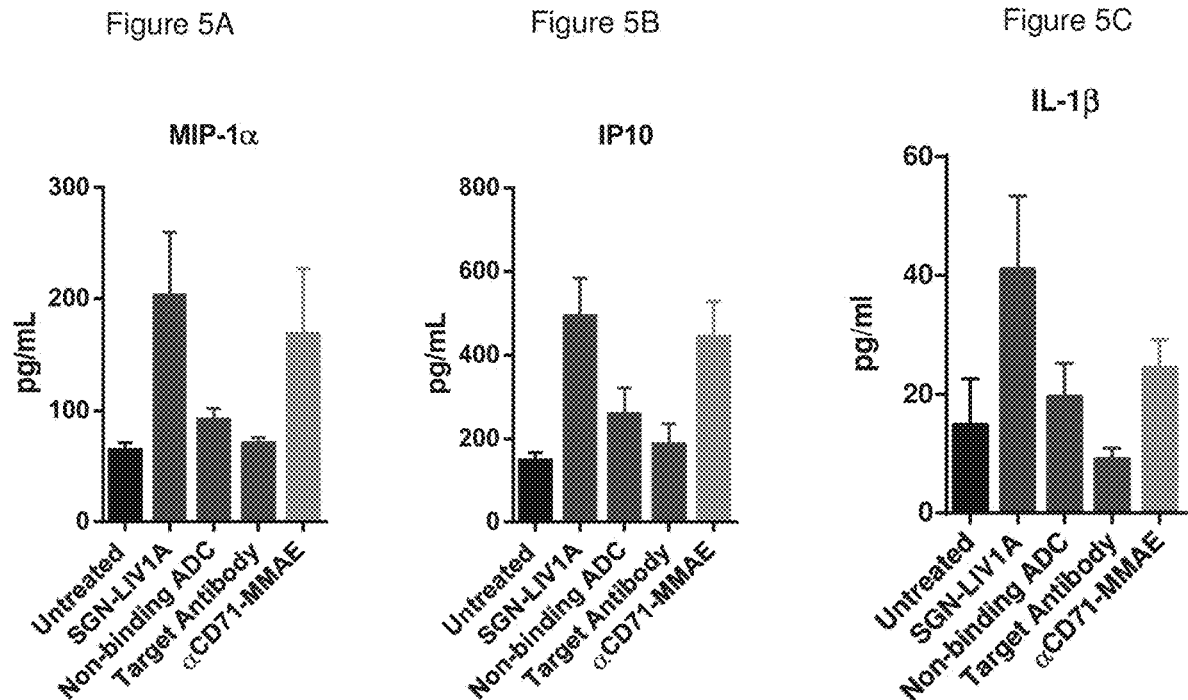 Figure 5A
MIP-1α
pg/mL
300
200
100
0
Untreated
SGN-LIV1A
Non-binding ADC
Target Antibody
αCD71-MMAE
Figure 5B
IP10
pg/mL
800
600
400
200
0
Untreated
SGN-LIV1A
Non-binding ADC
Target Antibody
αCD71-MMAE
Figure 5C
IL-1β
pg/ml
60
40
20
0
Untreated
SGN-LIV1A
Non-binding ADC
Target Antibody
αCD71-MMAE